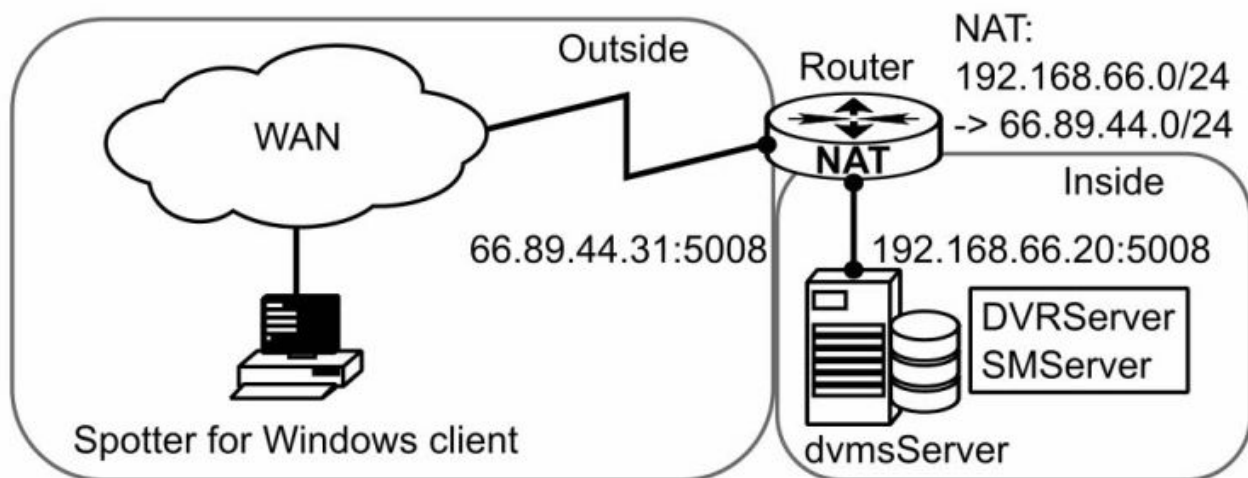 Outside
WAN
66.89.44.31:5008
Spotter for Windows client
Router
NAT
NAT:
192.168.66.0/24
-> 66.89.44.0/24
Inside
192.168.66.20:5008
DVRServer
SMServer
dvmsServer